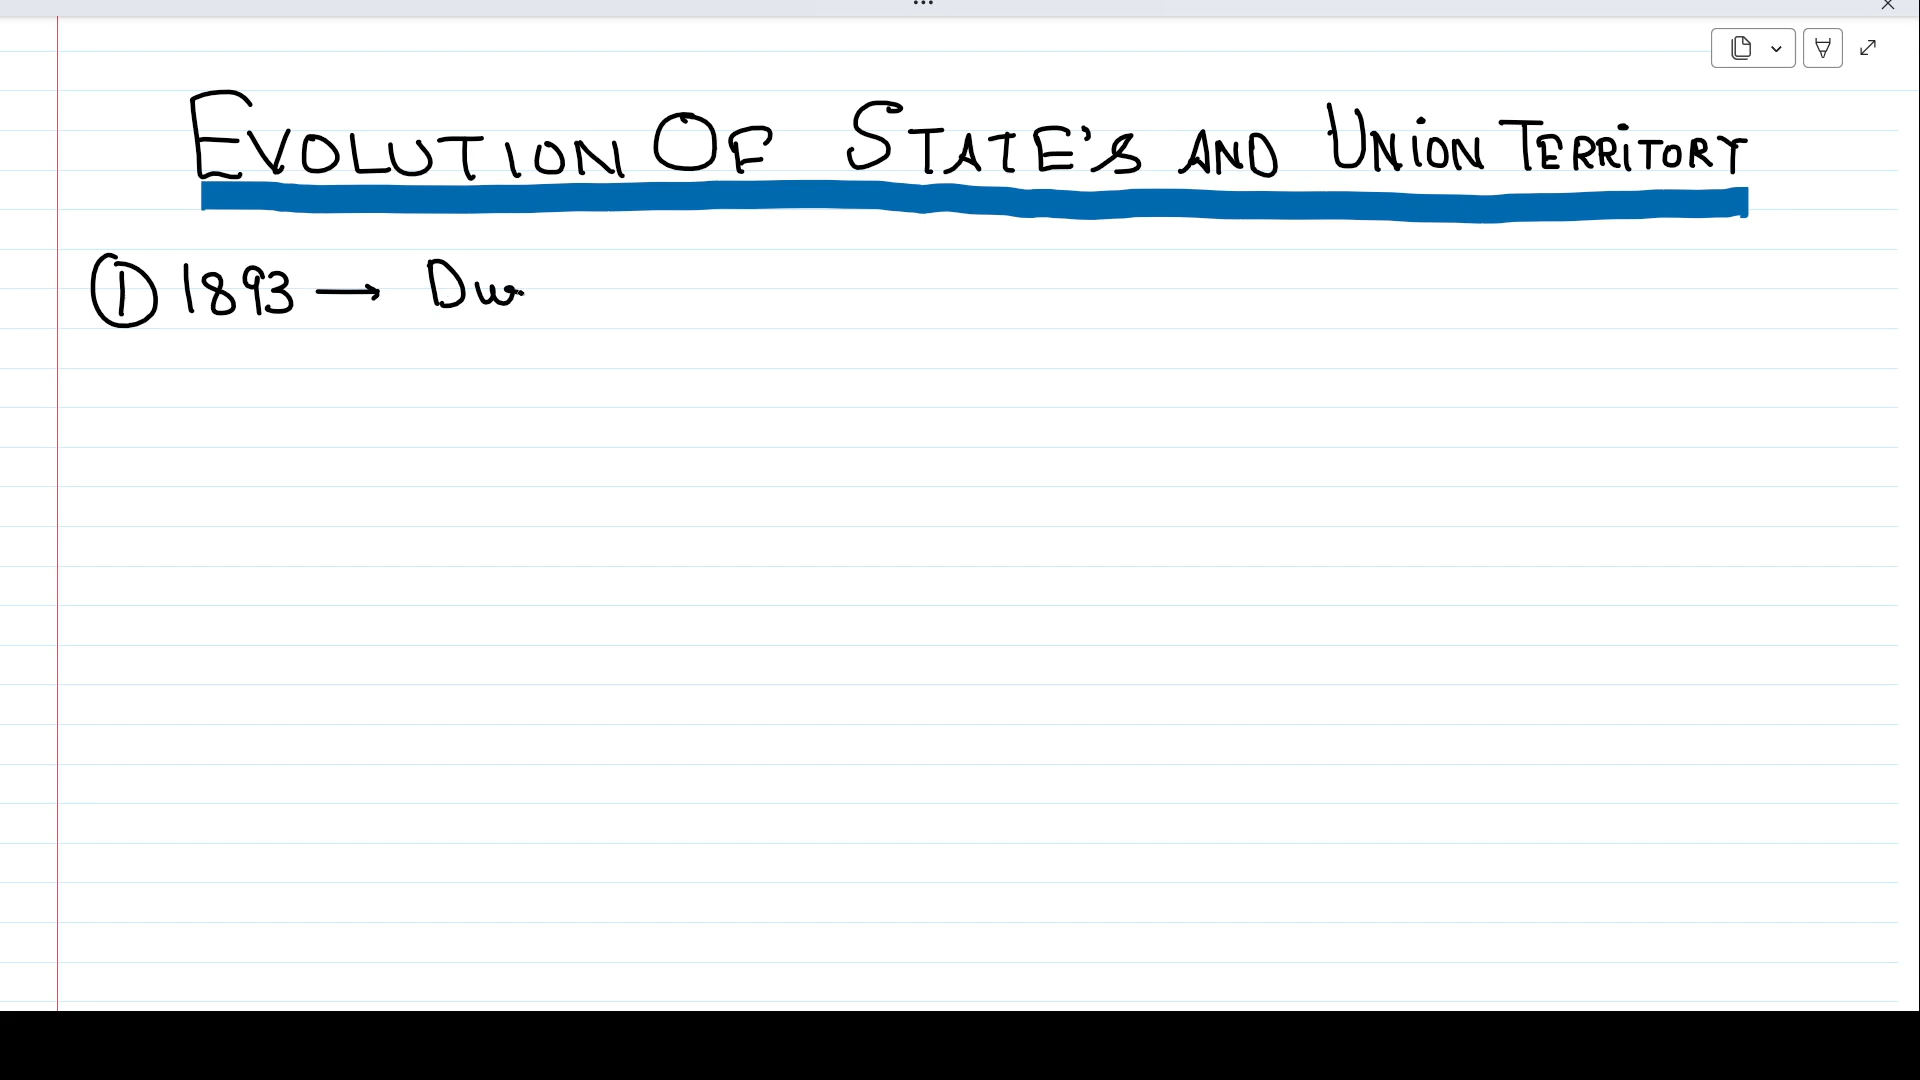 EVOLUTION OF STATE'S AND UNION TERRITORY
① 1893 → Du